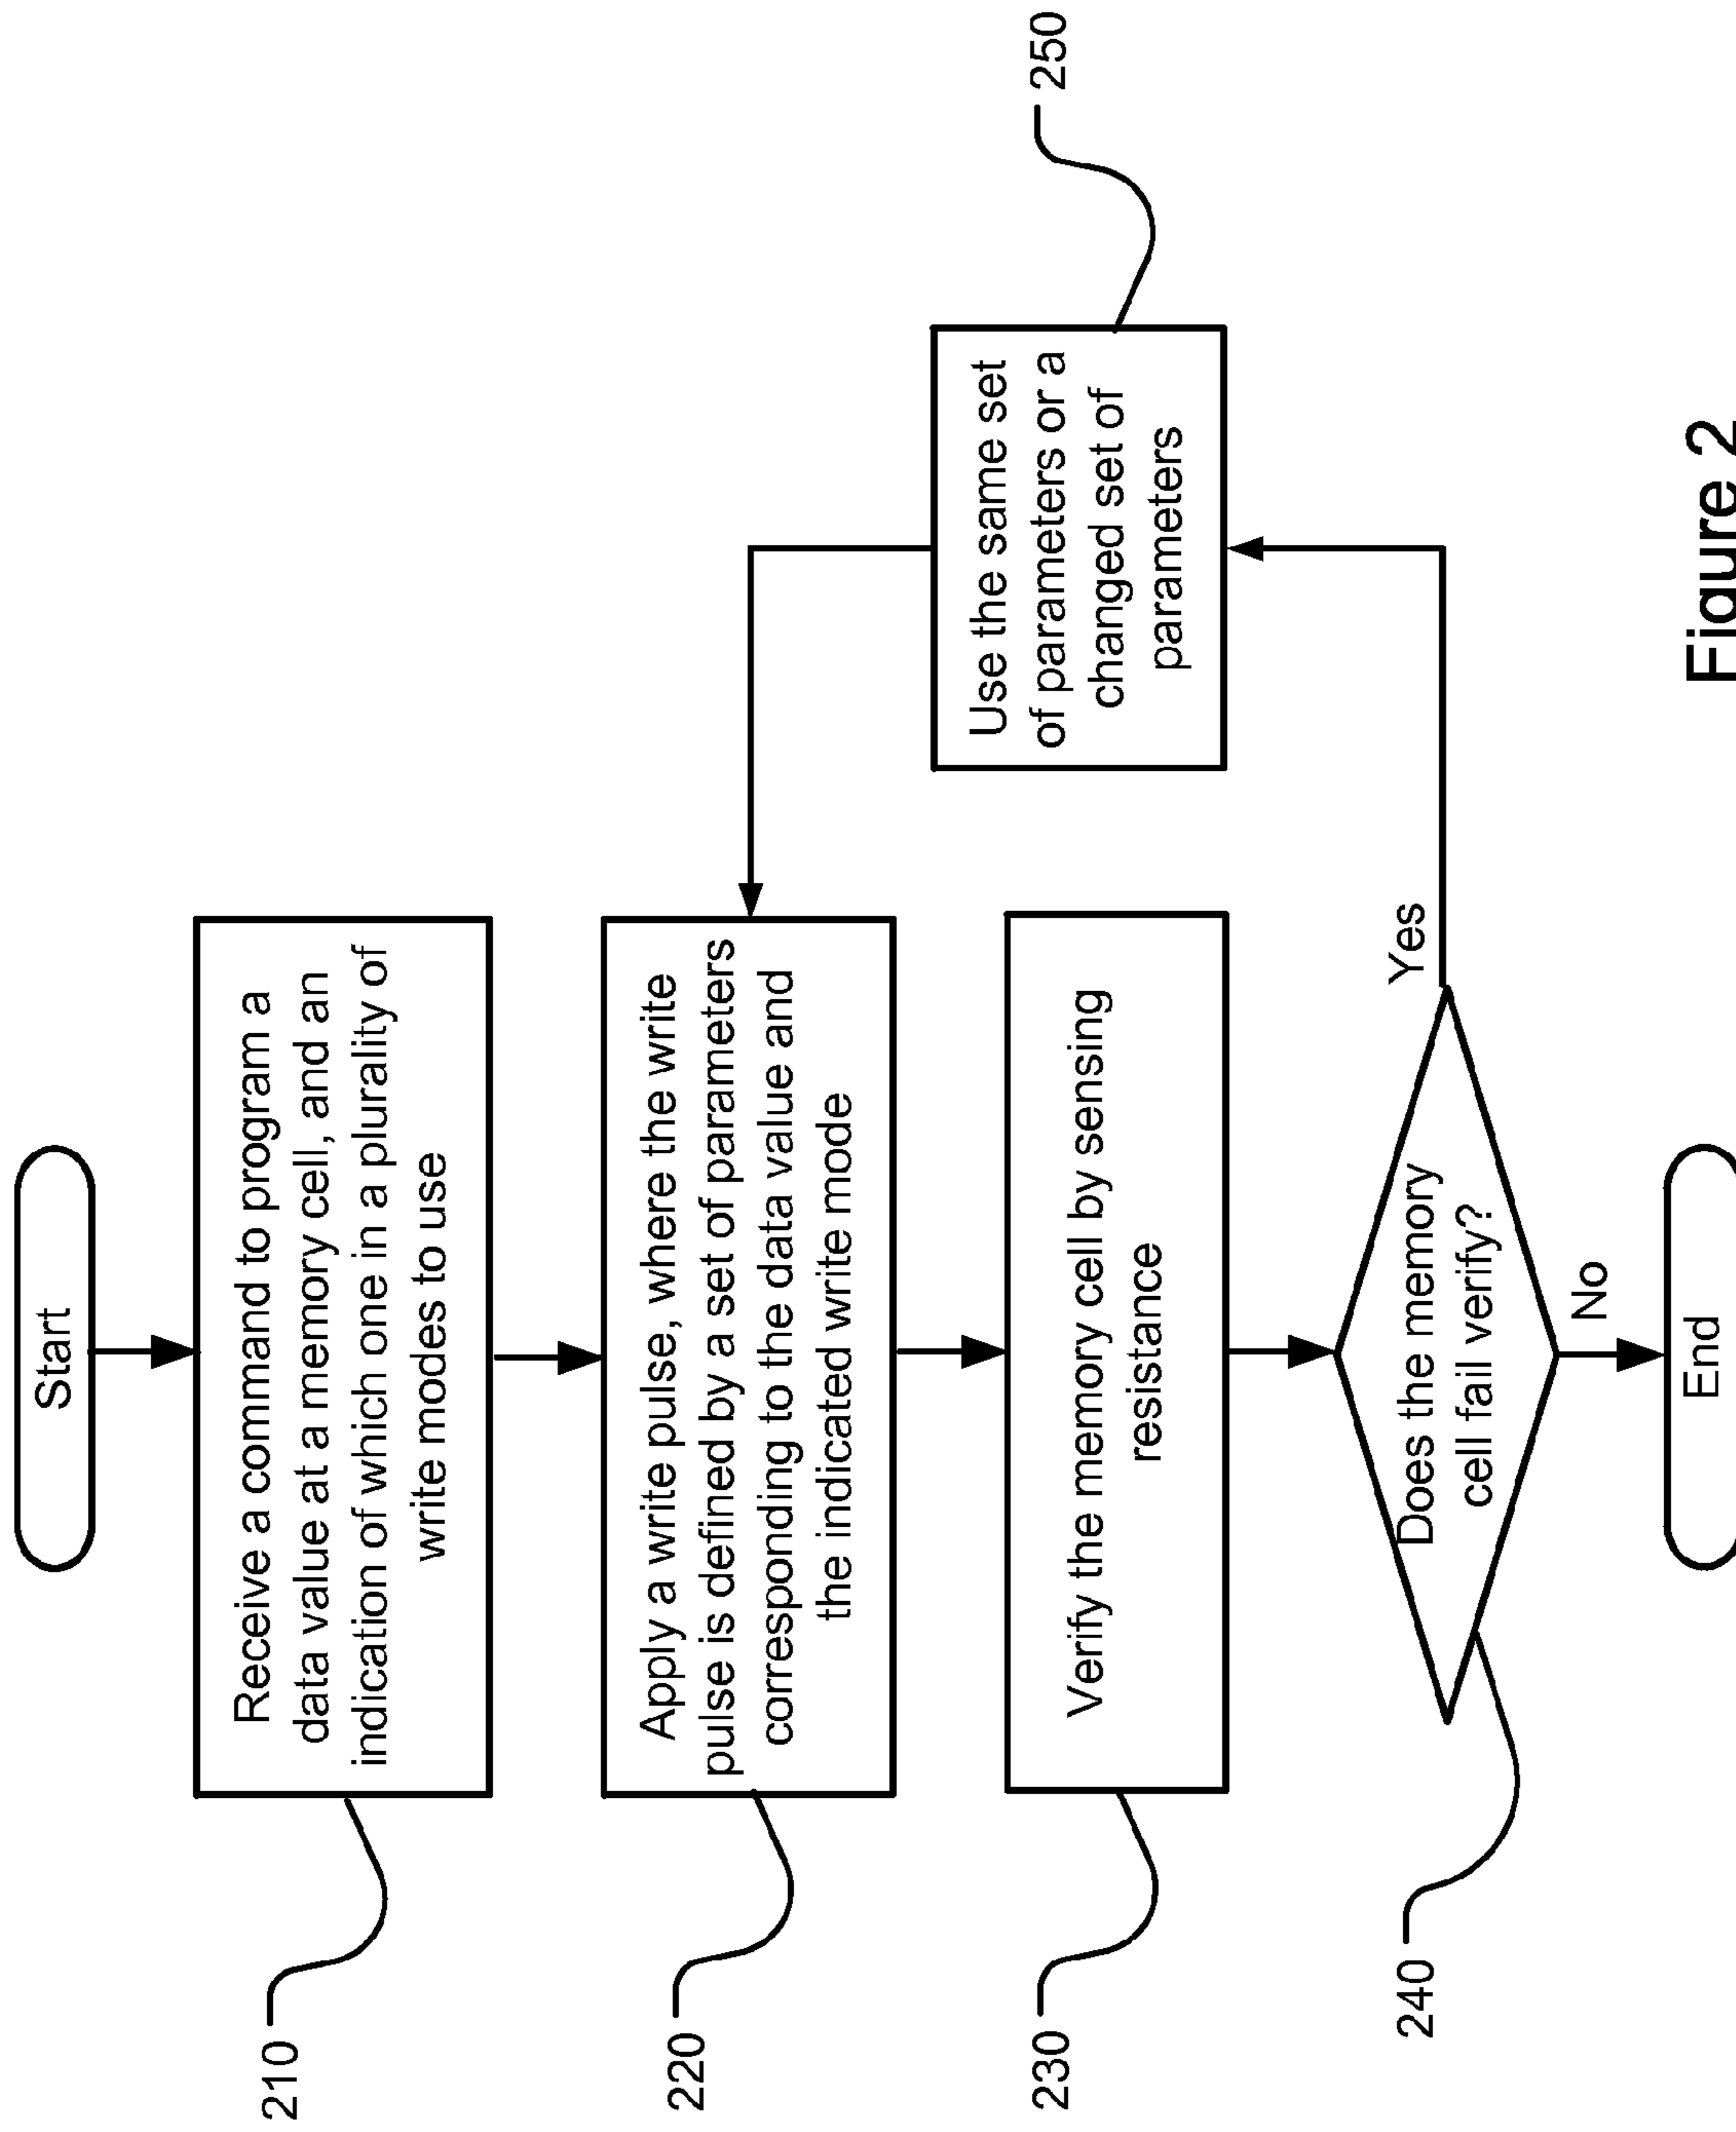 Start
210
Receive a command to program a
data value at a memory cell, and an
indication of which one in a plurality of
write modes to use
220
Apply a write pulse, where the write
pulse is defined by a set of parameters
corresponding to the data value and
the indicated write mode
230
Verify the memory cell by sensing
resistance
240
Does the memory
cell fail verify?
Yes
250
Use the same set
of parameters or a
changed set of
parameters
No
End
Figure 2